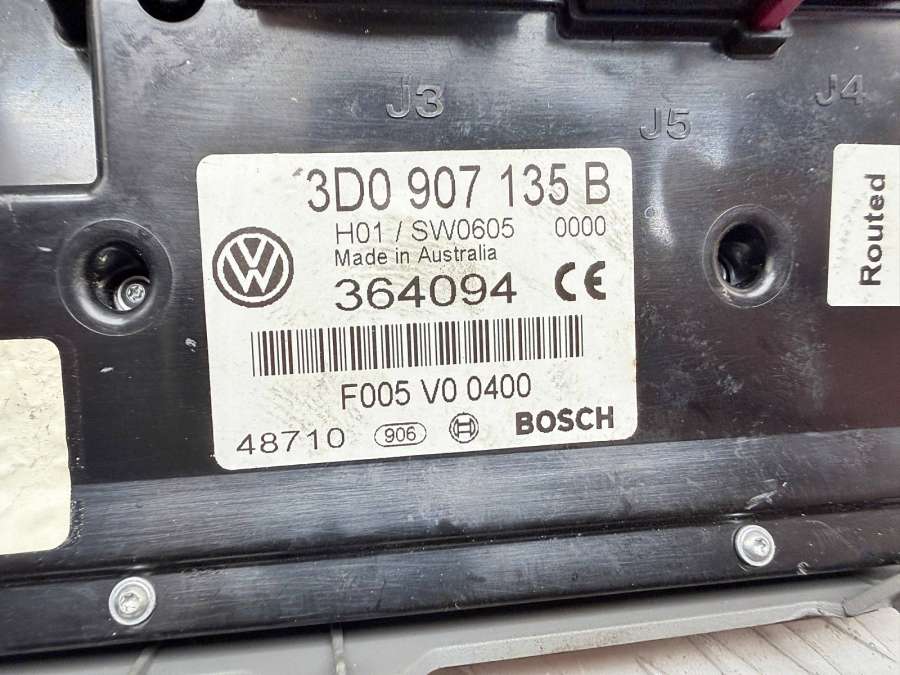 J3
J5
J4
3D0 907 135 B
H01 / SW0605 0000
Made in Australia
364094 CE
F005 V0 0400
48710 906 BOSCH
Routed